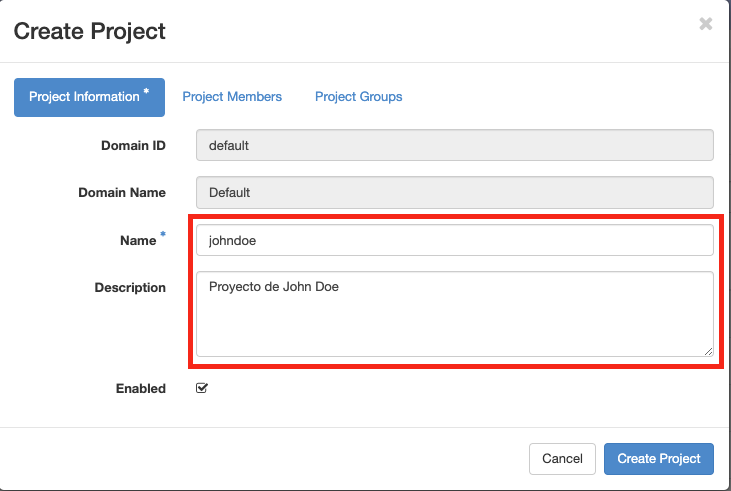 Create Project
×
Project Information * Project Members Project Groups
Domain ID default
Domain Name Default
Name * johndoe
Description Proyecto de John Doe
Enabled
Cancel Create Project